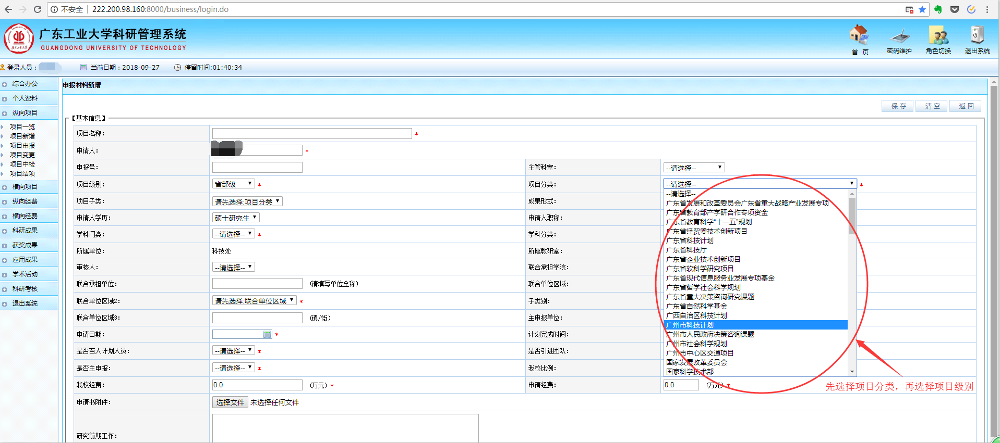 不安全 222.200.98.160:8000/business/login.do
广东工业大学科研管理系统
GUANGDONG UNIVERSITY OF TECHNOLOGY
首 页 密码维护 角色切换 退出系统
登录人员: 当前日期:2018-09-27 停留时间:01:40:34
综合办公
个人资料
纵向项目
项目一览
项目新增
项目申报
项目变更
项目中检
项目结项
横向项目
纵向经费
横向经费
科研成果
获奖成果
应用成果
学术活动
科研考核
退出系统
申报材料新增
保 存 清 空 返 回
【基本信息】
项目名称: *
申请人: *
申报号: 主管科室: --请选择--
项目级别: 省部级 * 项目分类: --请选择-- *
项目子类: 请先选择:项目分类 成果形式:
申请人学历: 硕士研究生 申请人职称:
学科门类: --请选择-- * 学科分类:
所属单位: 科技处 所属教研室:
审核人: --请选择-- 联合承担学院:
联合承担单位: (请填写单位全称) 联合单位区域:
联合单位区域2: 请先选择:联合单位区域 * 子类别:
联合单位区域3: (镇/街) 主申报单位:
申请日期: * 计划完成时间:
是否百人计划人员: --请选择-- * 是否引进团队:
是否主申报: --请选择-- * 我校比例:
我校经费: 0.0 (万元) * 申请经费: 0.0 (万元) *
申请书附件: 选择文件 未选择任何文件
研究前期工作:
--请选择--
广东省发展和改革委员会广东省重大战略产业发展专项
广东省教育部产学研合作专项资金
广东省教育科学“十一五”规划
广东省经贸委技术创新项目
广东省科技计划
广东省科技厅
广东省企业技术创新项目
广东省软科学研究项目
广东省现代信息服务业发展专项基金
广东省哲学社会科学规划
广东省重大决策咨询研究课题
广东省自然科学基金
广西自治区科技计划
广州市科技计划
广州市人民政府决策咨询课题
广州市社会科学规划
广州市中心区交通项目
国家发展改革委员会
国家科学技术部
先选择项目分类，再选择项目级别